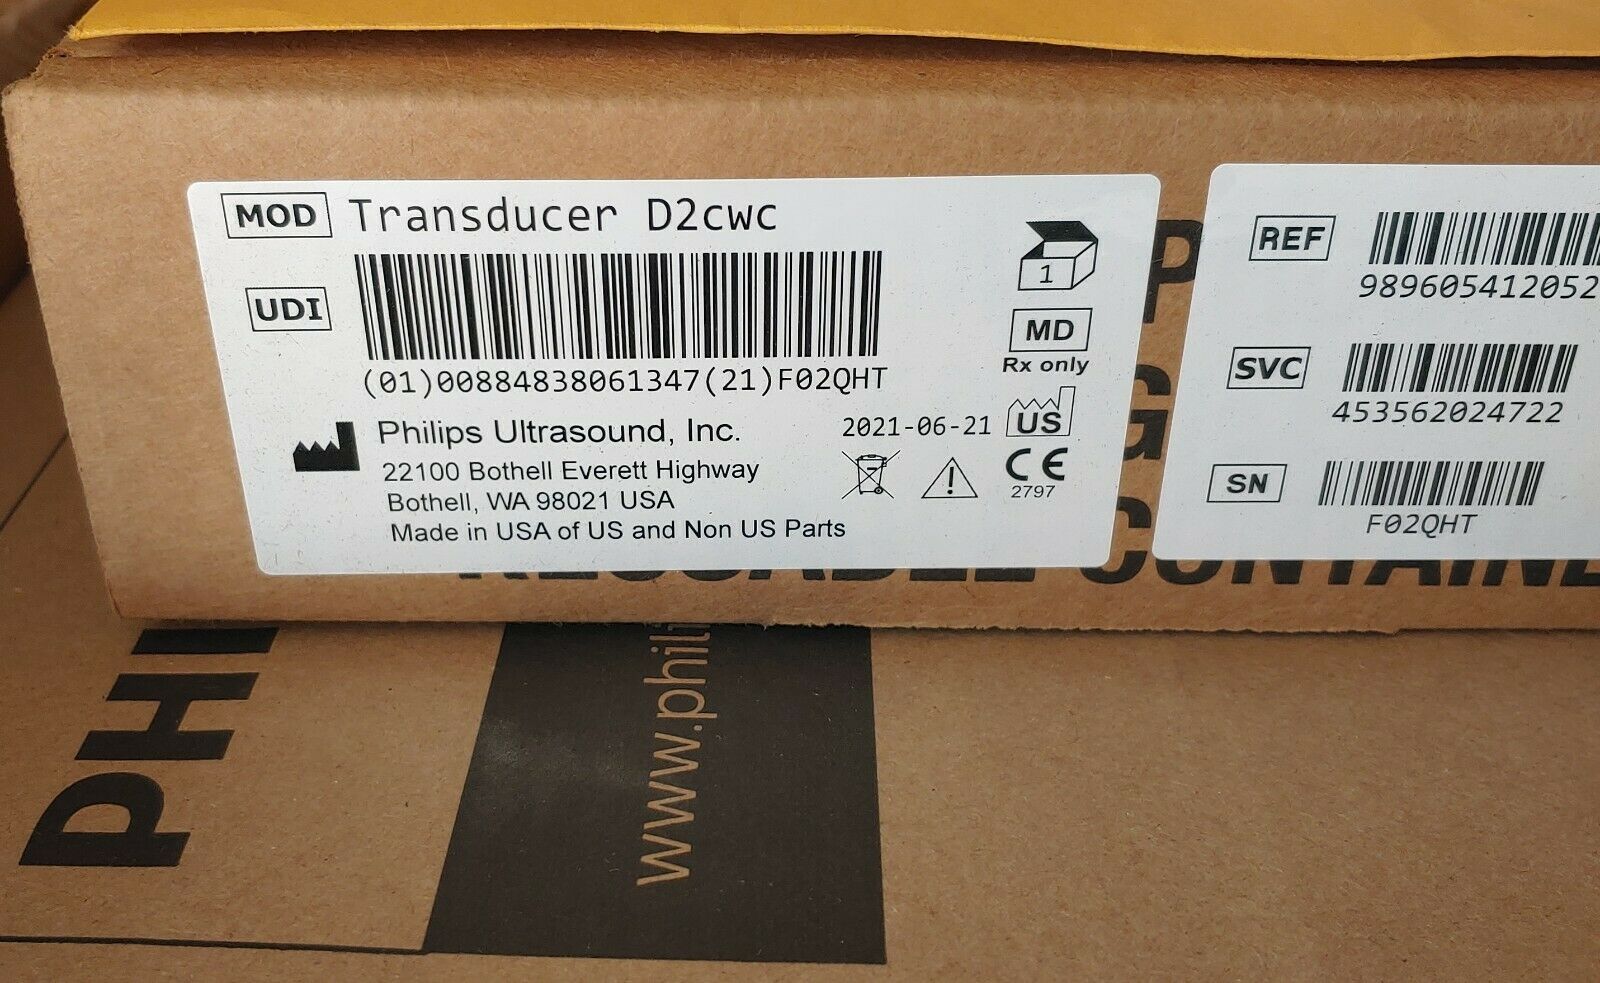 MOD Transducer D2cwc
1
UDI
(01)00884838061347(21)F02QHT
MD
Rx only
Philips Ultrasound, Inc.
2021-06-21
US
22100 Bothell Everett Highway
Bothell, WA 98021 USA
Made in USA of US and Non US Parts
CE
2797
REF
989605412052
SVC
453562024722
SN
F02QHT
PHI
www.phili